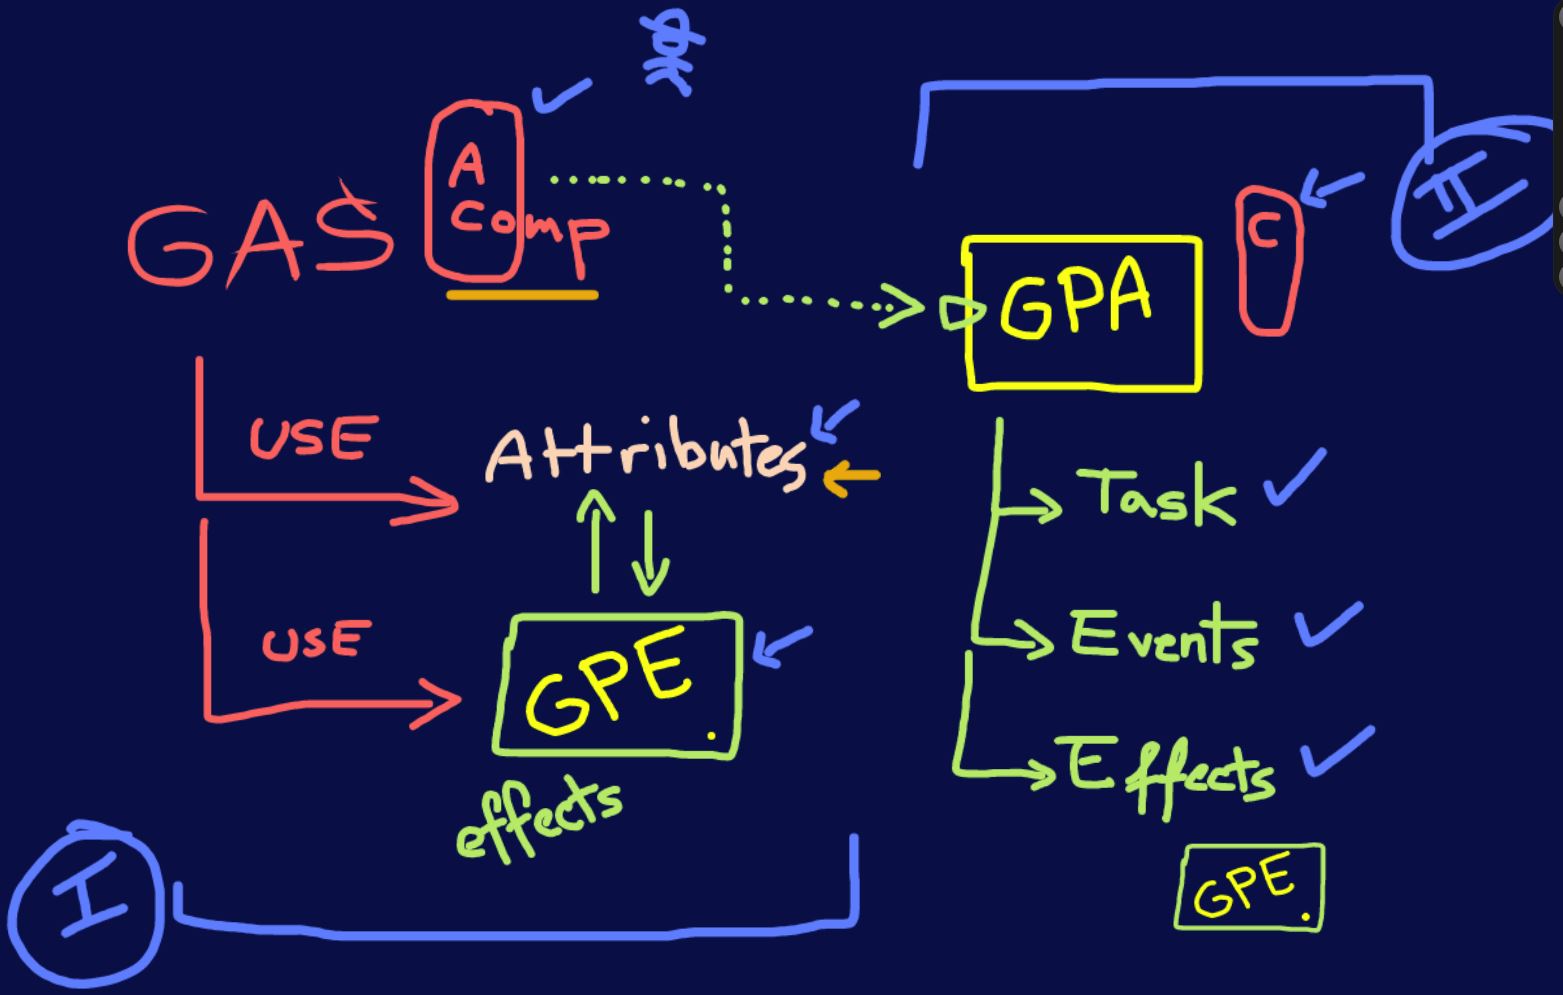 A
GAS Comp
C
GPA
USE
Attributes
Task
USE
GPE.
Events
effects
Effects
GPE.
I
II